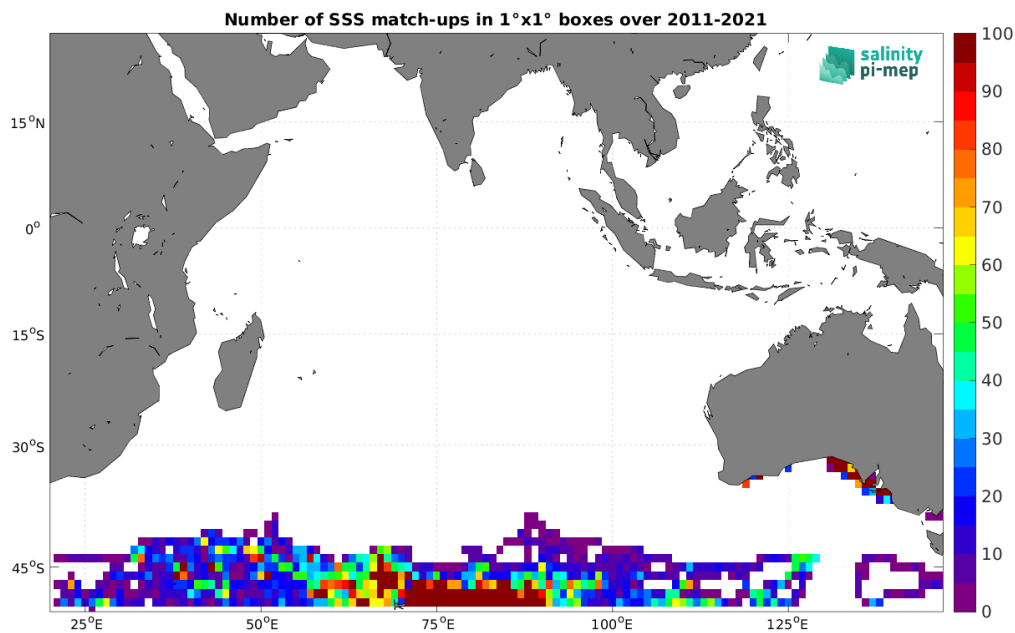 Number of SSS match-ups in 1°x1° boxes over 2011-2021
salinity
pi-mep
100
90
80
70
60
50
40
30
20
10
0
15°N
0°
15°S
30°S
45°S
25°E
50°E
75°E
100°E
125°E